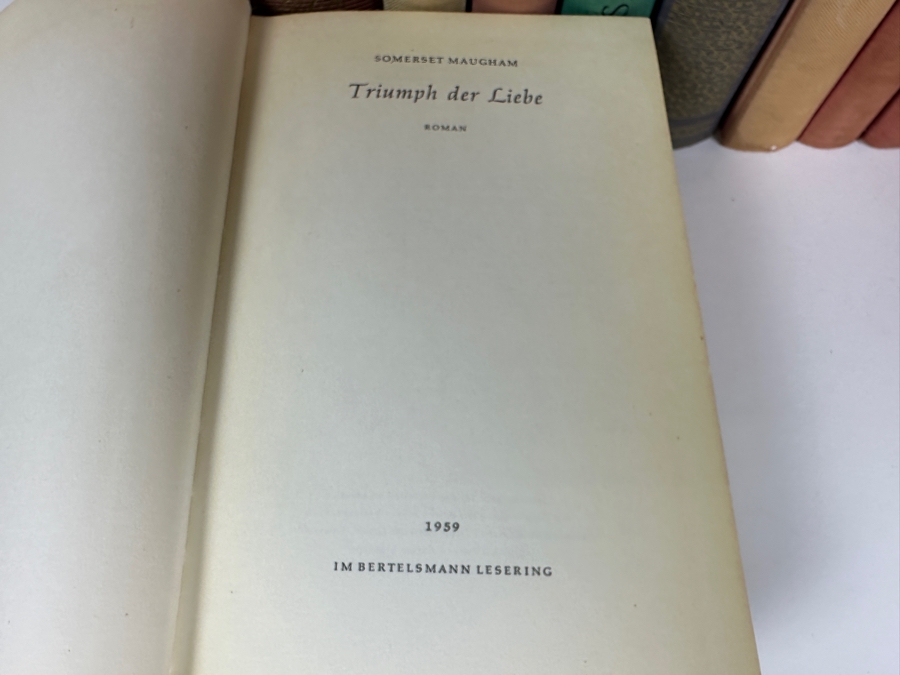 SOMERSET MAUGHAM
Triumph der Liebe
ROMAN
1959
IM BERTELSMANN LESERING